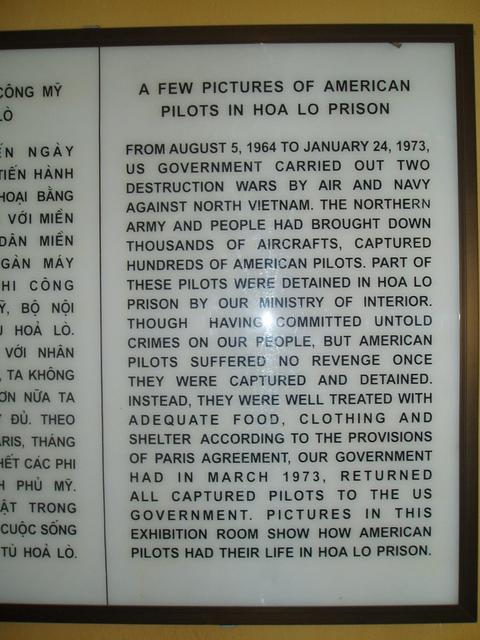 CÔNG MỸ
LÒ
NGÀY
TIẾN HÀNH
HOẠI BẰNG
VỚI MIỀN
DÂN MIỀN
NGÀN MÁY
PHI CÔNG
MỸ, BỘ NỘI
HOẢ LÒ.
VỚI NHÂN
, TA KHÔNG
HƠN NỮA TA
ĐỦ. THEO
PARIS, THÁNG
HẾT CÁC PHI
PHỦ MỸ.
TRONG
CUỘC SỐNG
TÙ HOẢ LÒ.
A FEW PICTURES OF AMERICAN
PILOTS IN HOA LO PRISON
FROM AUGUST 5, 1964 TO JANUARY 24, 1973,
US GOVERNMENT CARRIED OUT TWO
DESTRUCTION WARS BY AIR AND NAVY
AGAINST NORTH VIETNAM. THE NORTHERN
ARMY AND PEOPLE HAD BROUGHT DOWN
THOUSANDS OF AIRCRAFTS, CAPTURED
HUNDREDS OF AMERICAN PILOTS. PART OF
THESE PILOTS WERE DETAINED IN HOA LO
PRISON BY OUR MINISTRY OF INTERIOR.
THOUGH HAVING COMMITTED UNTOLD
CRIMES ON OUR PEOPLE, BUT AMERICAN
PILOTS SUFFERED NO REVENGE ONCE
THEY WERE CAPTURED AND DETAINED.
INSTEAD, THEY WERE WELL TREATED WITH
ADEQUATE FOOD, CLOTHING AND
SHELTER ACCORDING TO THE PROVISIONS
OF PARIS AGREEMENT, OUR GOVERNMENT
HAD IN MARCH 1973, RETURNED
ALL CAPTURED PILOTS TO THE US
GOVERNMENT. PICTURES IN THIS
EXHIBITION ROOM SHOW HOW AMERICAN
PILOTS HAD THEIR LIFE IN HOA LO PRISON.